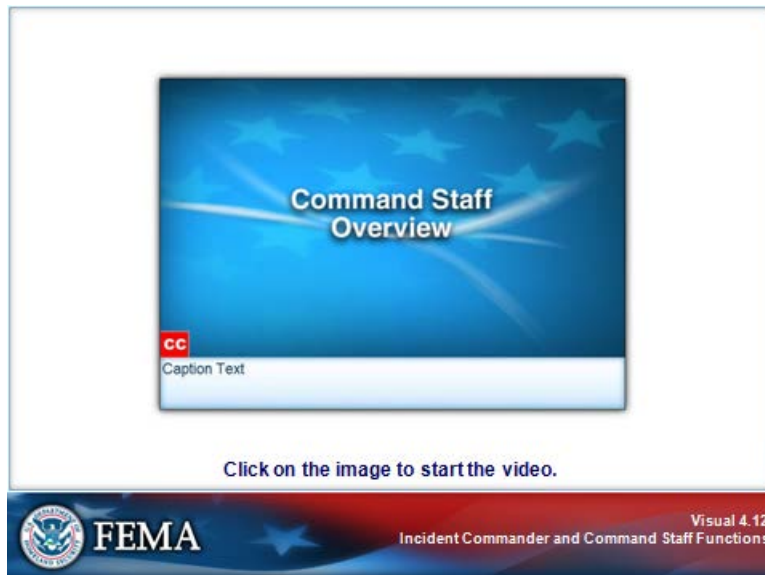 Command Staff
Overview
CC
Caption Text
Click on the image to start the video.
FEMA
Visual 4.12
Incident Commander and Command Staff Functions